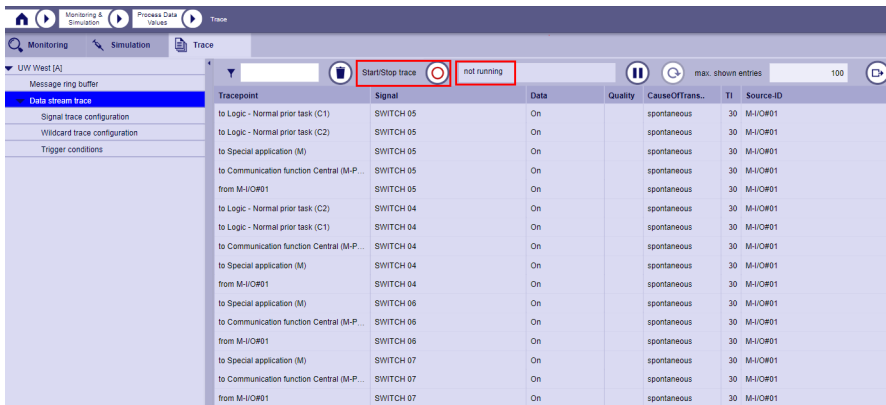 Monitoring & Simulation
Process Data Values
Trace
Monitoring
Simulation
Trace
UW West [A]
Message ring buffer
Data stream trace
Signal trace configuration
Wildcard trace configuration
Trigger conditions
Start/Stop trace
not running
max. shown entries
100
Tracepoint Signal Data Quality CauseOfTrans.. TI Source-ID
to Logic - Normal prior task (C1) SWITCH 05 On spontaneous 30 M-I/O#01
to Logic - Normal prior task (C2) SWITCH 05 On spontaneous 30 M-I/O#01
to Special application (M) SWITCH 05 On spontaneous 30 M-I/O#01
to Communication function Central (M-P... SWITCH 05 On spontaneous 30 M-I/O#01
from M-I/O#01 SWITCH 05 On spontaneous 30 M-I/O#01
to Logic - Normal prior task (C2) SWITCH 04 On spontaneous 30 M-I/O#01
to Logic - Normal prior task (C1) SWITCH 04 On spontaneous 30 M-I/O#01
to Communication function Central (M-P... SWITCH 04 On spontaneous 30 M-I/O#01
to Special application (M) SWITCH 04 On spontaneous 30 M-I/O#01
from M-I/O#01 SWITCH 04 On spontaneous 30 M-I/O#01
to Special application (M) SWITCH 06 On spontaneous 30 M-I/O#01
to Communication function Central (M-P... SWITCH 06 On spontaneous 30 M-I/O#01
from M-I/O#01 SWITCH 06 On spontaneous 30 M-I/O#01
to Special application (M) SWITCH 07 On spontaneous 30 M-I/O#01
to Communication function Central (M-P... SWITCH 07 On spontaneous 30 M-I/O#01
from M-I/O#01 SWITCH 07 On spontaneous 30 M-I/O#01